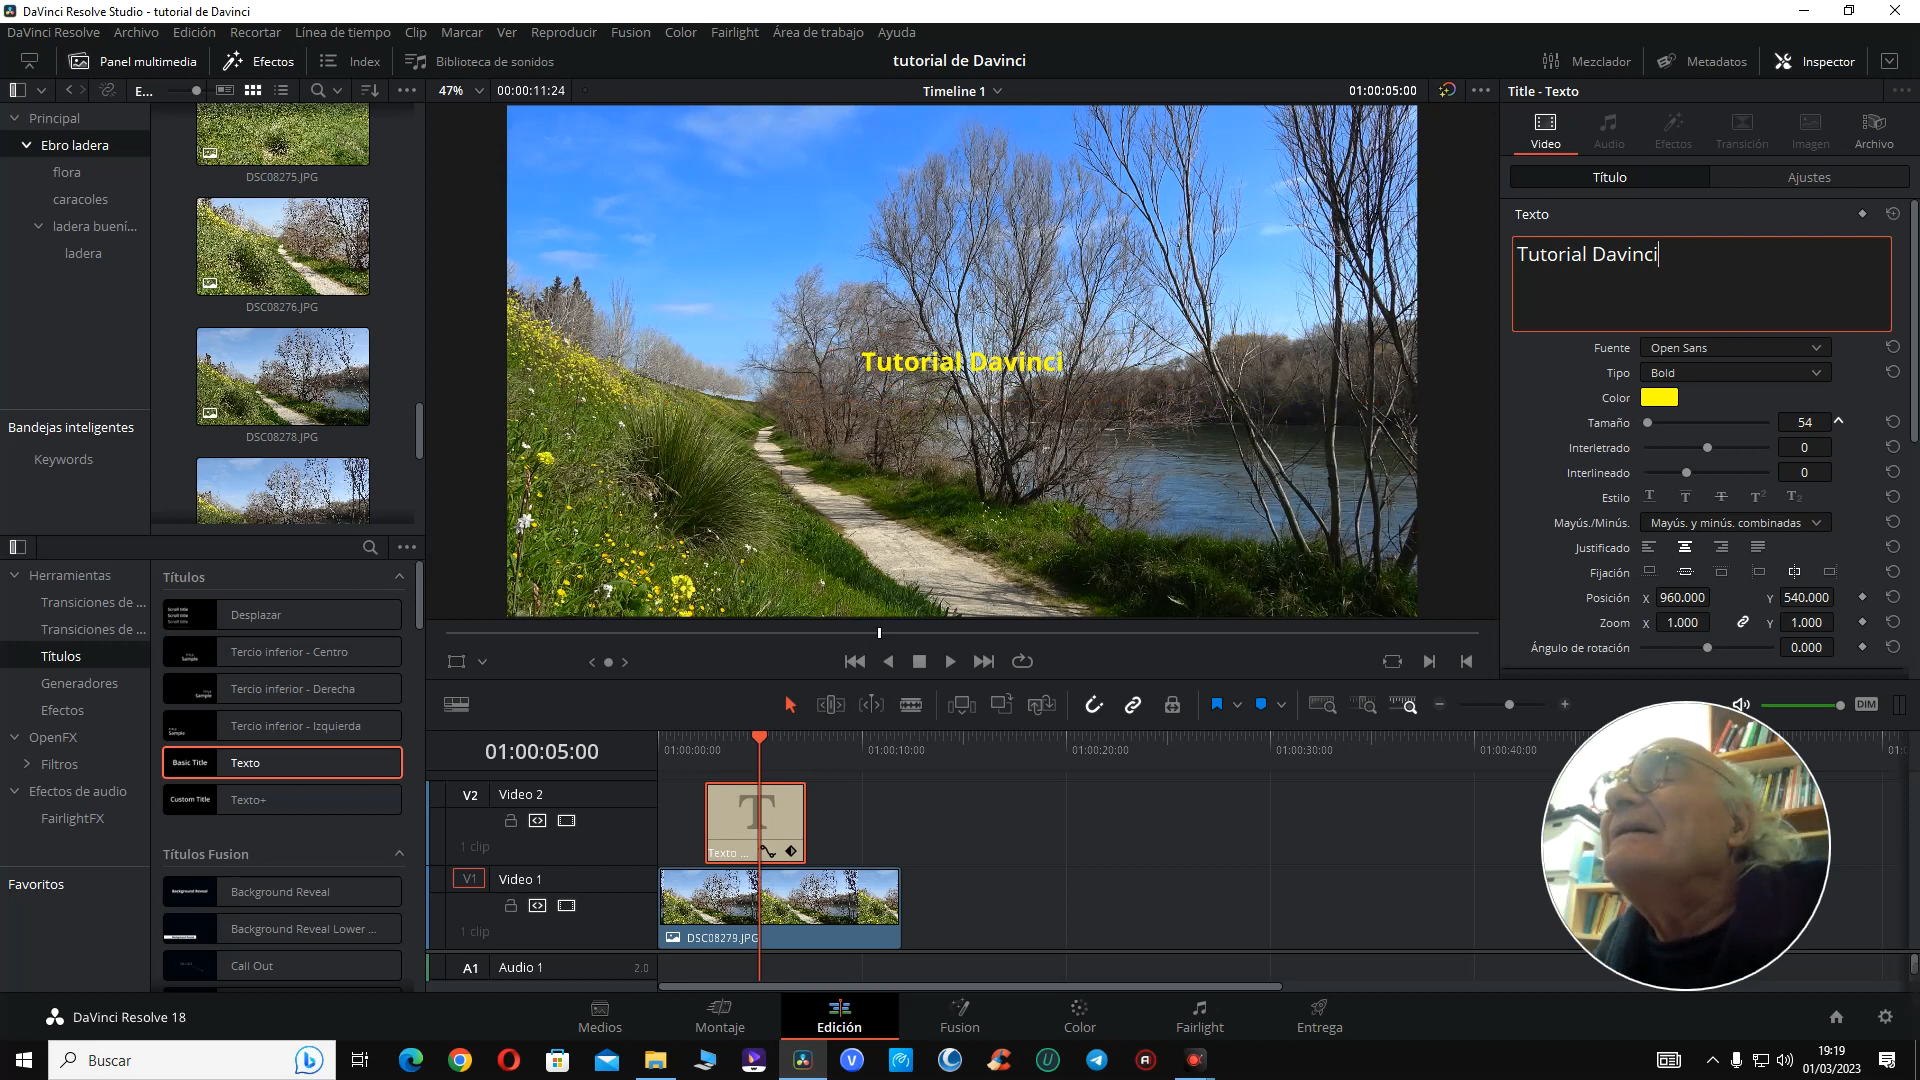 DaVinci Resolve Studio - tutorial de Davinci
DaVinci Resolve Archivo Edición Recortar Línea de tiempo Clip Marcar Ver Reproducir Fusion Color Fairlight Área de trabajo Ayuda
Panel multimedia Efectos Index Biblioteca de sonidos tutorial de Davinci Mezclador Metadatos Inspector
E... 47% 00:00:11:24 Timeline 1 01:00:05:00 Title - Texto
Principal
Ebro ladera
flora
caracoles
ladera buení...
ladera
Bandejas inteligentes
Keywords
DSC08275.JPG
DSC08276.JPG
DSC08278.JPG
Tutorial Davinci
Video Audio Efectos Transición Imagen Archivo
Título Ajustes
Texto
Tutorial Davinci
Fuente Open Sans
Tipo Bold
Color
Tamaño 54
Interletrado 0
Interlineado 0
Estilo T T T T2 T2
Mayús./Minús. Mayús. y minús. combinadas
Justificado
Fijación
Posición X 960.000 Y 540.000
Zoom X 1.000 Y 1.000
Ángulo de rotación 0.000
Herramientas
Transiciones de ...
Transiciones de ...
Títulos
Generadores
Efectos
OpenFX
Filtros
Efectos de audio
FairlightFX
Favoritos
Títulos
Desplazar
Tercio inferior - Centro
Tercio inferior - Derecha
Tercio inferior - Izquierda
Basic Title Texto
Custom Title Texto+
Títulos Fusion
Background Reveal Background Reveal
Background Reveal Lower ...
Call Out
DIM
01:00:05:00 01:00:00:00 01:00:10:00 01:00:20:00 01:00:30:00 01:00:40:00
V2 Video 2
1 clip
T
Texto ...
V1 Video 1
1 clip
DSC08279.JPG
A1 Audio 1 2.0
DaVinci Resolve 18 Medios Montaje Edición Fusion Color Fairlight Entrega
Buscar
19:19
01/03/2023